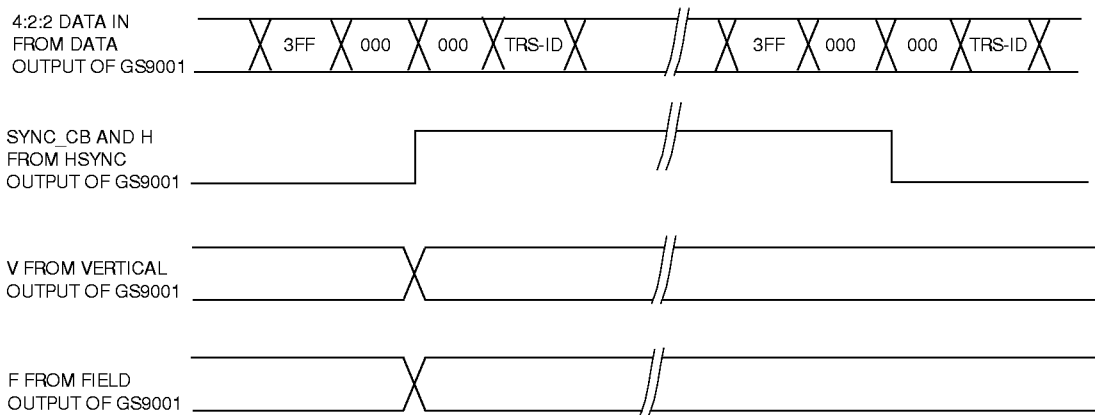 4:2:2 DATA IN
FROM DATA
OUTPUT OF GS9001
3FF 000 000 TRS-ID 3FF 000 000 TRS-ID
SYNC_CB AND H
FROM HSYNC
OUTPUT OF GS9001
V FROM VERTICAL
OUTPUT OF GS9001
F FROM FIELD
OUTPUT OF GS9001